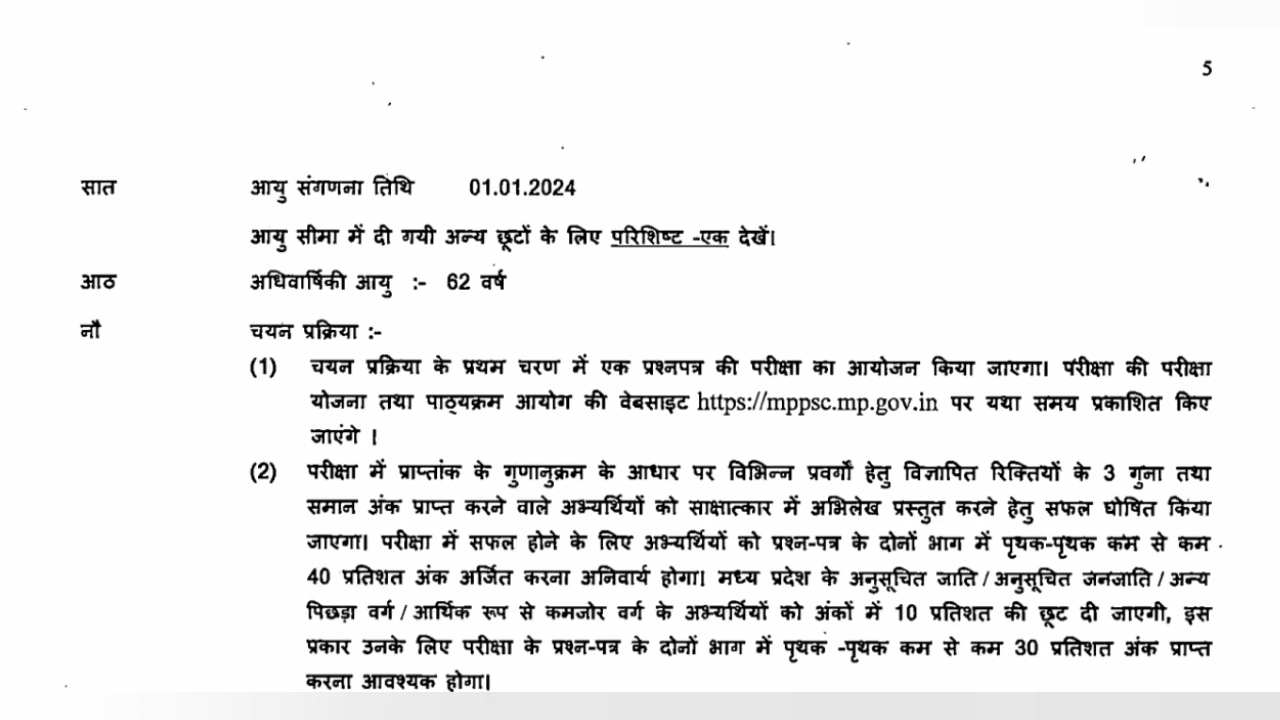 5
सात आयु संगणना तिथि 01.01.2024
आयु सीमा में दी गयी अन्य छूटों के लिए परिशिष्ट -एक देखें।
आठ अधिवार्षिकी आयु :- 62 वर्ष
नौ चयन प्रक्रिया :-
(1) चयन प्रक्रिया के प्रथम चरण में एक प्रश्नपत्र की परीक्षा का आयोजन किया जाएगा। परीक्षा की परीक्षा
योजना तथा पाठ्यक्रम आयोग की वेबसाइट https://mppsc.mp.gov.in पर यथा समय प्रकाशित किए
जाएंगे ।
(2) परीक्षा में प्राप्तांक के गुणानुक्रम के आधार पर विभिन्न प्रवर्गों हेतु विज्ञापित रिक्तियों के 3 गुना तथा
समान अंक प्राप्त करने वाले अभ्यर्थियों को साक्षात्कार में अभिलेख प्रस्तुत करने हेतु सफल घोषित किया
जाएगा। परीक्षा में सफल होने के लिए अभ्यर्थियों को प्रश्न-पत्र के दोनों भाग में पृथक-पृथक कम से कम
40 प्रतिशत अंक अर्जित करना अनिवार्य होगा। मध्य प्रदेश के अनुसूचित जाति / अनुसूचित जनजाति / अन्य
पिछड़ा वर्ग / आर्थिक रूप से कमजोर वर्ग के अभ्यर्थियों को अंकों में 10 प्रतिशत की छूट दी जाएगी, इस
प्रकार उनके लिए परीक्षा के प्रश्न-पत्र के दोनों भाग में पृथक -पृथक कम से कम 30 प्रतिशत अंक प्राप्त
करना आवश्यक होगा।